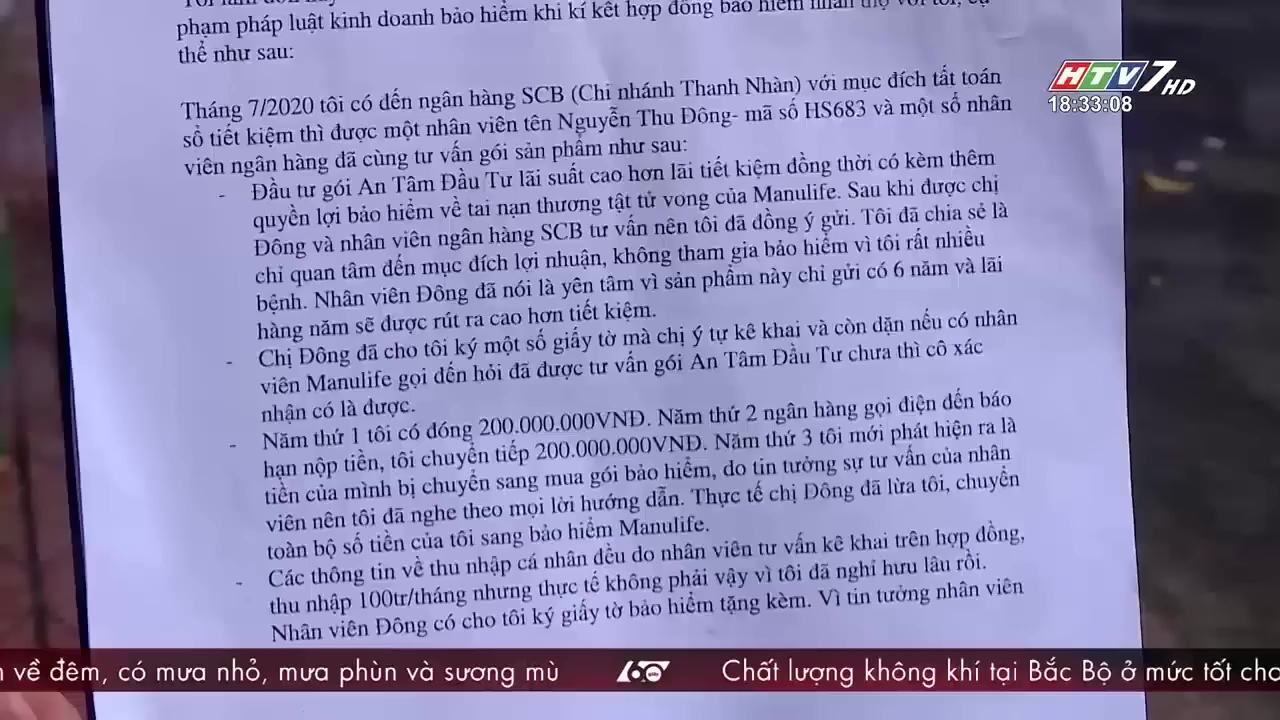 phạm pháp luật kinh doanh bảo hiểm khi kí kết hợp đồng bảo hiểm nhân thọ với tôi, cụ
thể như sau:
Tháng 7/2020 tôi có đến ngân hàng SCB (Chi nhánh Thanh Nhàn) với mục đích tất toán
sổ tiết kiệm thì được một nhân viên tên Nguyễn Thu Đông- mã số HS683 và một số nhân
viên ngân hàng đã cùng tư vấn gói sản phẩm như sau:
- Đầu tư gói An Tâm Đầu Tư lãi suất cao hơn lãi tiết kiệm đồng thời có kèm thêm
quyền lợi bảo hiểm về tai nạn thương tật tử vong của Manulife. Sau khi được chị
Đông và nhân viên ngân hàng SCB tư vấn nên tôi đã đồng ý gửi. Tôi đã chia sẻ là
chỉ quan tâm đến mục đích lợi nhuận, không tham gia bảo hiểm vì tôi rất nhiều
bệnh. Nhân viên Đông đã nói là yên tâm vì sản phẩm này chỉ gửi có 6 năm và lãi
hàng năm sẽ được rút ra cao hơn tiết kiệm.
- Chị Đông đã cho tôi ký một số giấy tờ mà chị ý tự kê khai và còn dặn nếu có nhân
viên Manulife gọi đến hỏi đã được tư vấn gói An Tâm Đầu Tư chưa thì cô xác
nhận có là được.
- Năm thứ 1 tôi có đóng 200.000.000VNĐ. Năm thứ 2 ngân hàng gọi điện đến báo
hạn nộp tiền, tôi chuyển tiếp 200.000.000VNĐ. Năm thứ 3 tôi mới phát hiện ra là
tiền của mình bị chuyển sang mua gói bảo hiểm, do tin tưởng sự tư vấn của nhân
viên nên tôi đã nghe theo mọi lời hướng dẫn. Thực tế chị Đông đã lừa tôi, chuyển
toàn bộ số tiền của tôi sang bảo hiểm Manulife.
- Các thông tin về thu nhập cá nhân đều do nhân viên tư vấn kê khai trên hợp đồng,
thu nhập 100tr/tháng nhưng thực tế không phải vậy vì tôi đã nghỉ hưu lâu rồi.
Nhân viên Đông có cho tôi ký giấy tờ bảo hiểm tặng kèm. Vì tin tưởng nhân viên
HTV7 HD
18:33:08
về đêm, có mưa nhỏ, mưa phùn và sương mù
60 giây
Chất lượng không khí tại Bắc Bộ ở mức tốt cho